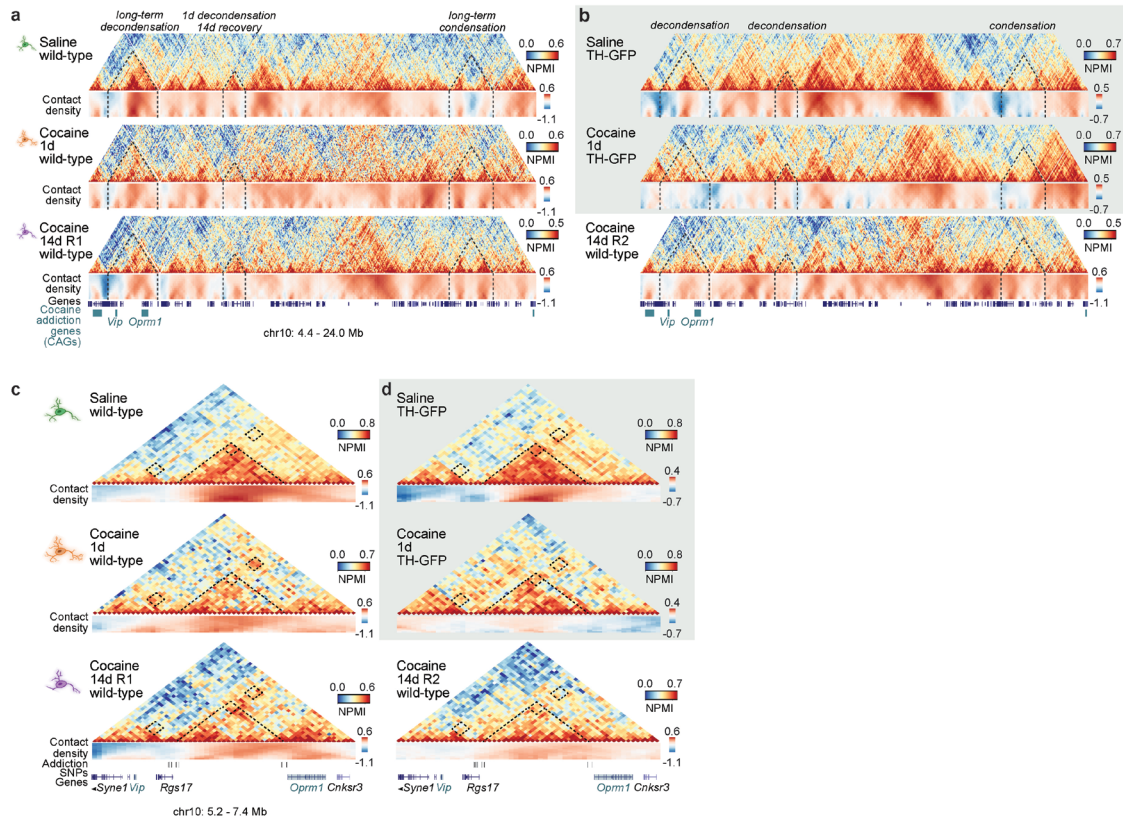 a
long-term
decondensation
1d decondensation
14d recovery
long-term
condensation
Saline
wild-type
0.0 0.6
NPMI
Contact
density
0.6
-1.1
Cocaine
1d
wild-type
0.0 0.6
NPMI
Contact
density
0.6
-1.1
Cocaine
14d R1
wild-type
0.0 0.5
NPMI
Contact
density
0.6
-1.1
Genes
Cocaine
addiction
genes
(CAGs)
Vip
Oprm1
chr10: 4.4 - 24.0 Mb
b
decondensation
decondensation
condensation
Saline
TH-GFP
0.0 0.7
NPMI
0.5
-0.7
Cocaine
1d
TH-GFP
0.0 0.7
NPMI
0.5
-0.7
Cocaine
14d R2
wild-type
0.0 0.5
NPMI
0.6
-1.1
Vip
Oprm1
c
Saline
wild-type
0.0 0.8
NPMI
Contact
density
0.6
-1.1
Cocaine
1d
wild-type
0.0 0.7
NPMI
Contact
density
0.6
-1.1
Cocaine
14d R1
wild-type
0.0 0.6
NPMI
Contact
density
0.6
-1.1
Addiction
SNPs
Genes
Syne1 Vip Rgs17 Oprm1 Cnksr3
chr10: 5.2 - 7.4 Mb
d
Saline
TH-GFP
0.0 0.8
NPMI
0.4
-0.7
Cocaine
1d
TH-GFP
0.0 0.8
NPMI
0.4
-0.7
Cocaine
14d R2
wild-type
0.0 0.7
NPMI
0.6
-1.1
Syne1 Vip Rgs17 Oprm1 Cnksr3